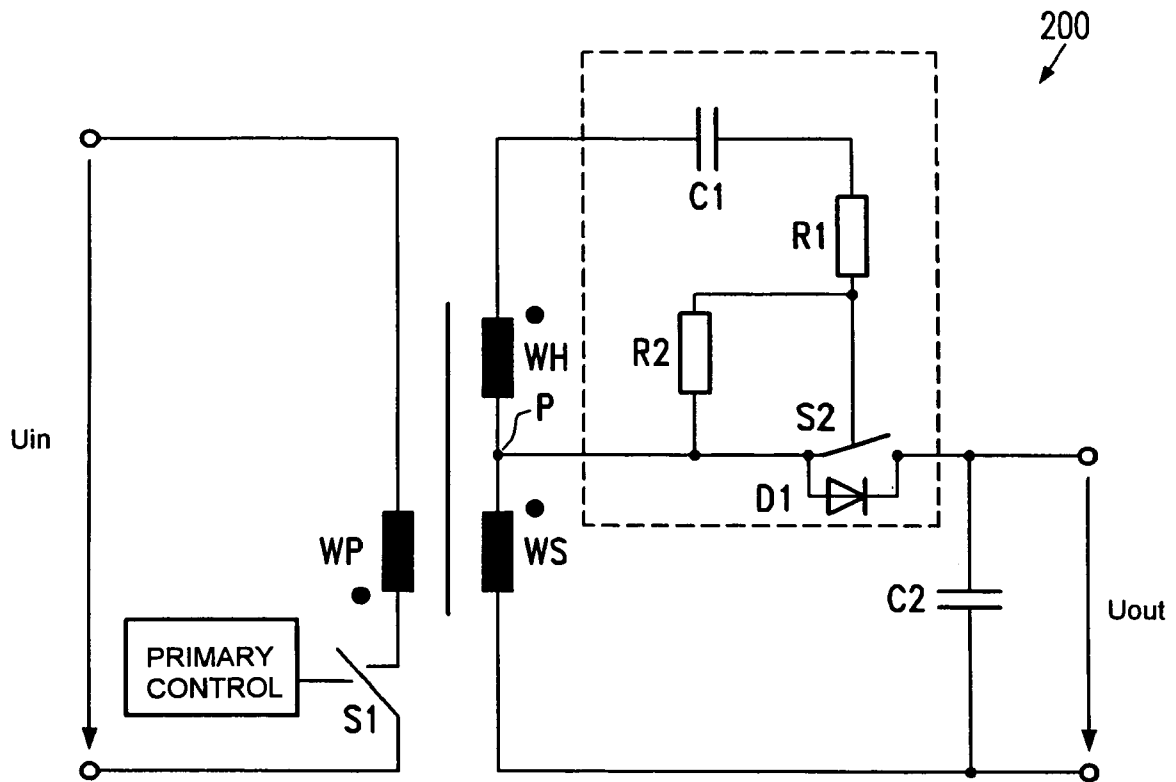 200
C1
R1
WH
R2
P
S2
Uin
D1
WP
WS
C2
Uout
PRIMARY
CONTROL
S1